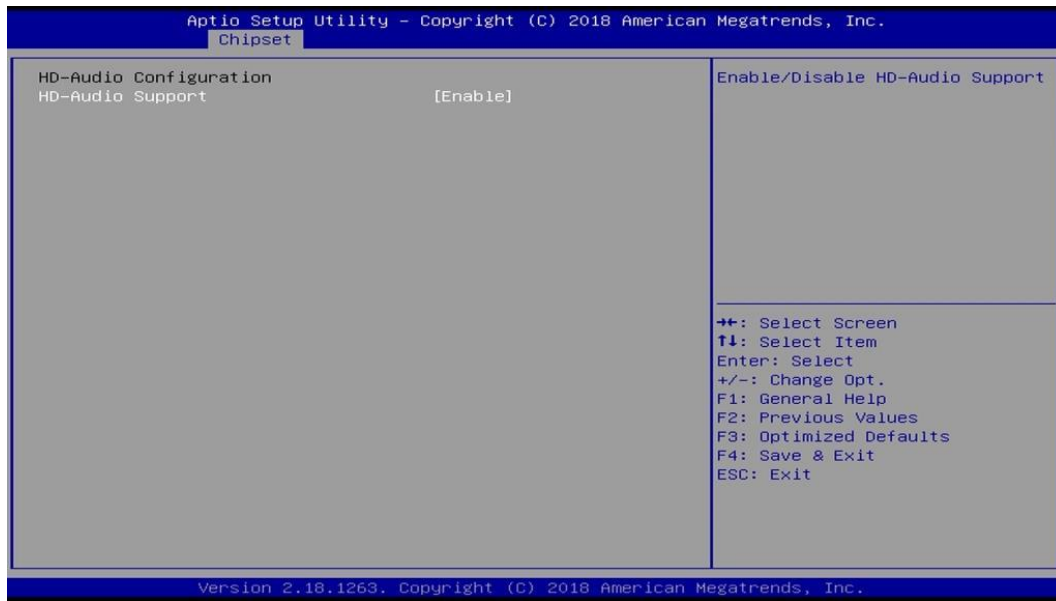 Aptio Setup Utility – Copyright (C) 2018 American Megatrends, Inc.
Chipset
HD-Audio Configuration
HD-Audio Support [Enable]
Enable/Disable HD-Audio Support
→←: Select Screen
↑↓: Select Item
Enter: Select
+/-: Change Opt.
F1: General Help
F2: Previous Values
F3: Optimized Defaults
F4: Save & Exit
ESC: Exit
Version 2.18.1263. Copyright (C) 2018 American Megatrends, Inc.